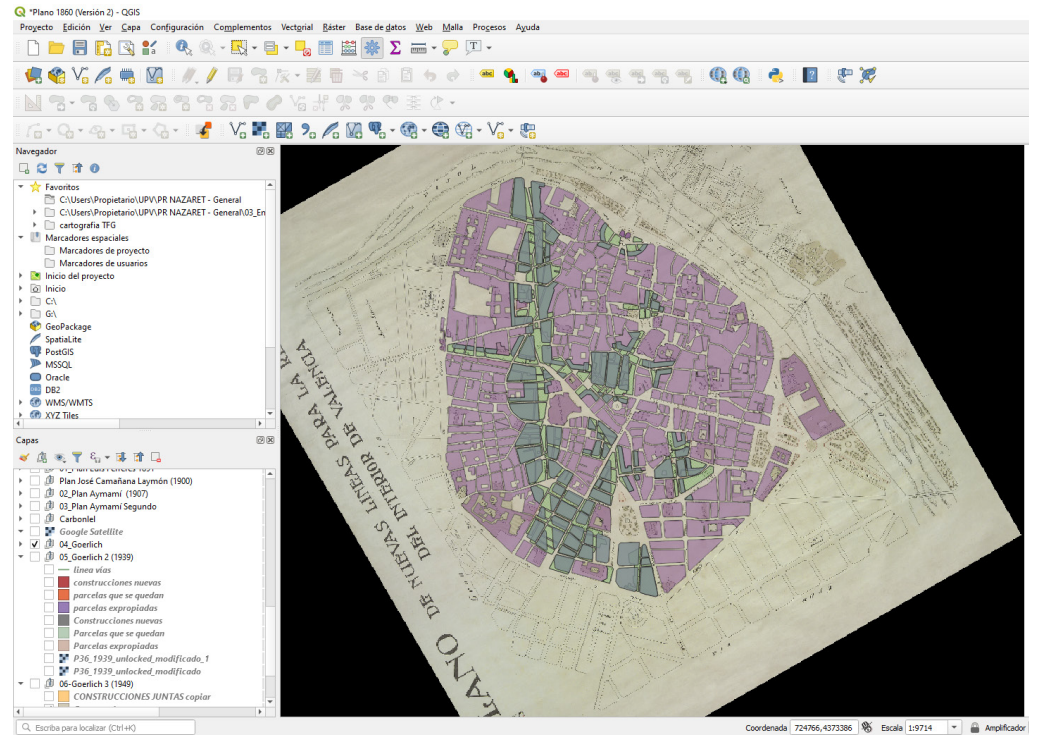 *Plano 1860 (Versión 2) - QGIS
Proyecto Edición Ver Capa Configuración Complementos Vectorial Ráster Base de datos Web Malla Procesos Ayuda
Navegador
Favoritos
C:\Users\Propietario\UPV\PR NAZARET - General
C:\Users\Propietario\UPV\PR NAZARET - General\03_En
cartografia TFG
Marcadores espaciales
Marcadores de proyecto
Marcadores de usuarios
Inicio del proyecto
Inicio
C:\
G:\
GeoPackage
SpatiaLite
PostGIS
MSSQL
Oracle
DB2
WMS/WMTS
XYZ Tiles
Capas
Plan José Camañana Laymón (1900)
02_Plan Aymamí (1907)
03_Plan Aymamí Segundo
Carbonlel
Google Satellite
04_Goerlich
05_Goerlich 2 (1939)
linea vías
construcciones nuevas
parcelas que se quedan
parcelas expropiadas
Construcciones nuevas
Parcelas que se quedan
Parcelas expropiadas
P36_1939_unlocked_modificado_1
P36_1939_unlocked_modificado
06-Goerlich 3 (1949)
CONSTRUCCIONES JUNTAS copiar
LANO DE NUEVAS LINEAS PARA LA RE
DEL INTERIOR DE VALENCIA
Escriba para localizar (Ctrl+K)
Coordenada 724766,4373386 Escala 1:9714 Amplificador